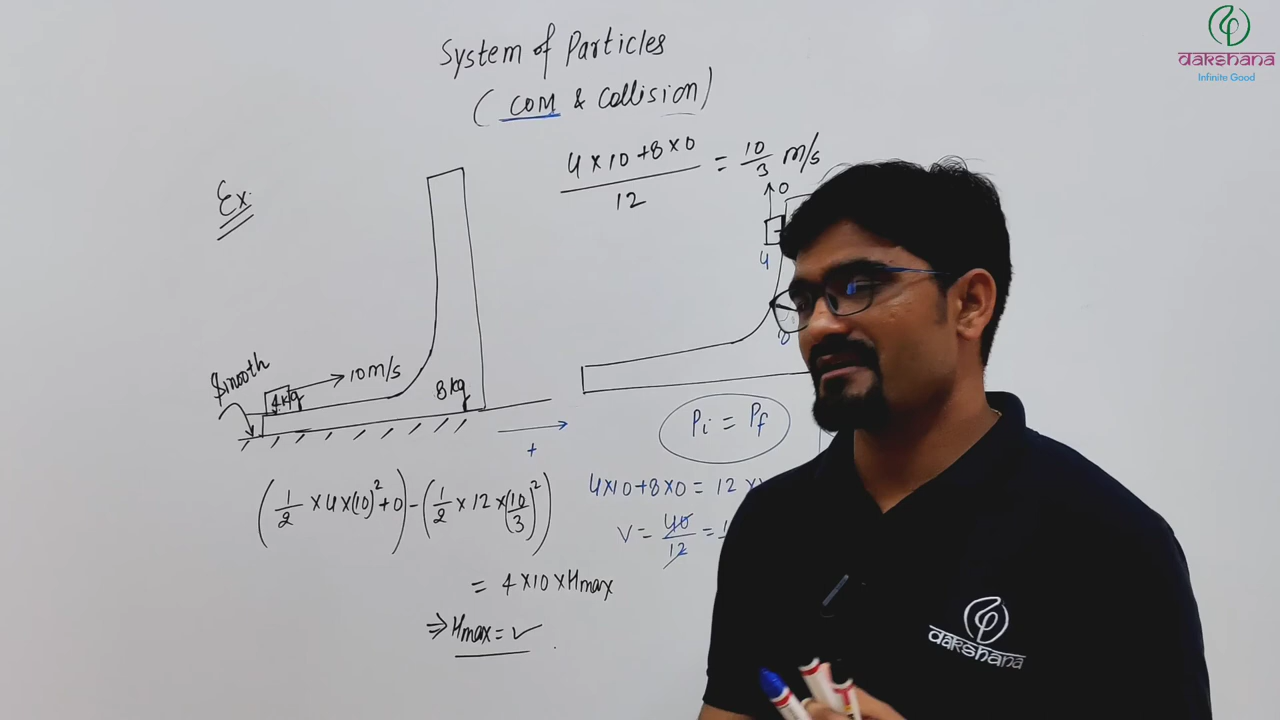 System of Particles
(COM & Collision)
dakshana
Infinite Good
Ex.
4×10+8×0 / 12 = 10/3 m/s
0
4
smooth
4kg
10 m/s
8kg
+
Pi = Pf
(1/2 × 4×(10)² + 0) - (1/2 × 12 × (10/3)²)
= 4×10×Hmax
⇒ Hmax = ✓
4×10+8×0 = 12
V = 40/12 =
dakshana